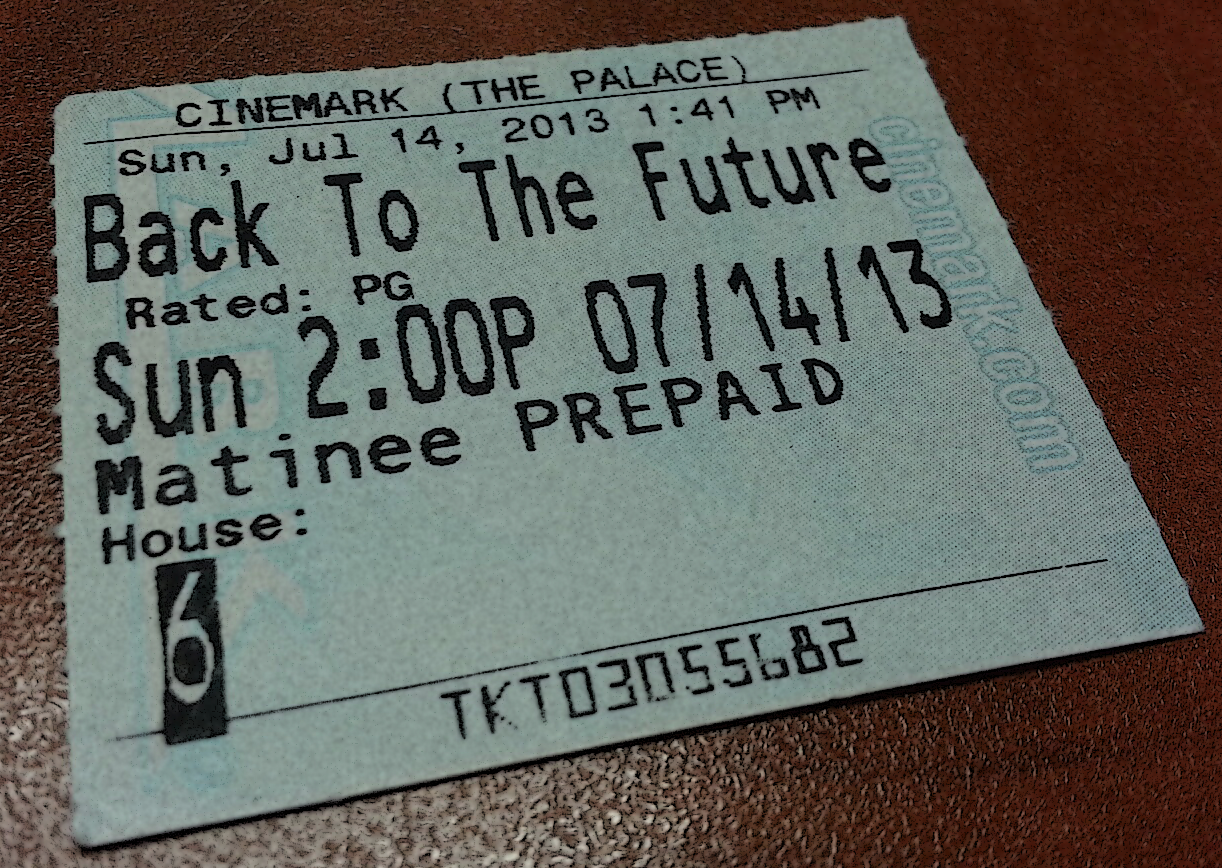 CINEMARK (THE PALACE)
Sun, Jul 14, 2013 1:41 PM
Back To The Future
Rated: PG
Sun 2:00P 07/14/13
Matinee PREPAID
House:
6
TKT03055682
cinemark.com